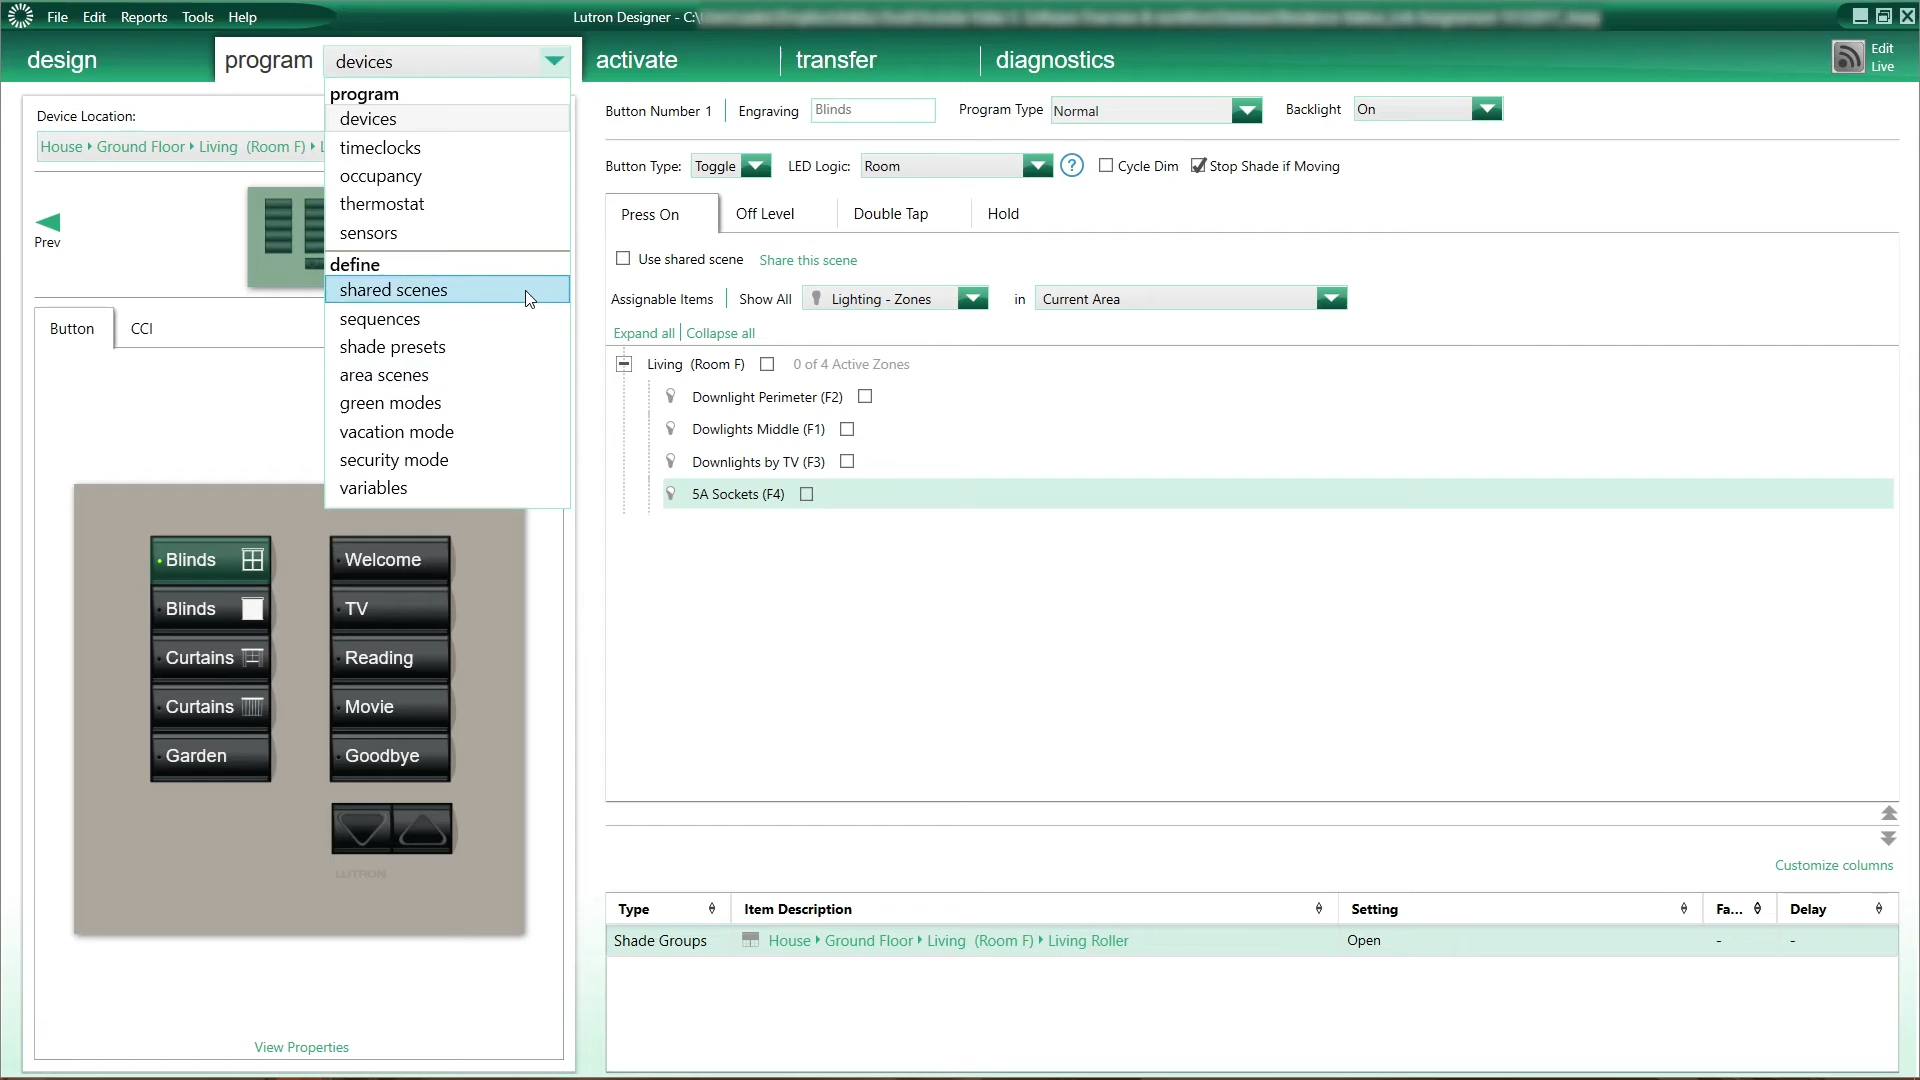 File Edit Reports Tools Help
Lutron Designer - C:\
design
program
devices
activate
transfer
diagnostics
Edit
Live
Device Location:
House Ground Floor Living (Room F)
Prev
Button
CCI
program
devices
timeclocks
occupancy
thermostat
sensors
define
shared scenes
sequences
shade presets
area scenes
green modes
vacation mode
security mode
variables
Blinds
Blinds
Curtains
Curtains
Garden
Welcome
TV
Reading
Movie
Goodbye
LUTRON
View Properties
Button Number 1 Engraving Blinds Program Type Normal Backlight On
Button Type: Toggle LED Logic: Room ? Cycle Dim Stop Shade if Moving
Press On Off Level Double Tap Hold
Use shared scene Share this scene
Assignable Items Show All Lighting - Zones in Current Area
Expand all Collapse all
Living (Room F) 0 of 4 Active Zones
Downlight Perimeter (F2)
Dowlights Middle (F1)
Downlights by TV (F3)
5A Sockets (F4)
Customize columns
Type Item Description Setting Fa... Delay
Shade Groups House Ground Floor Living (Room F) Living Roller Open - -